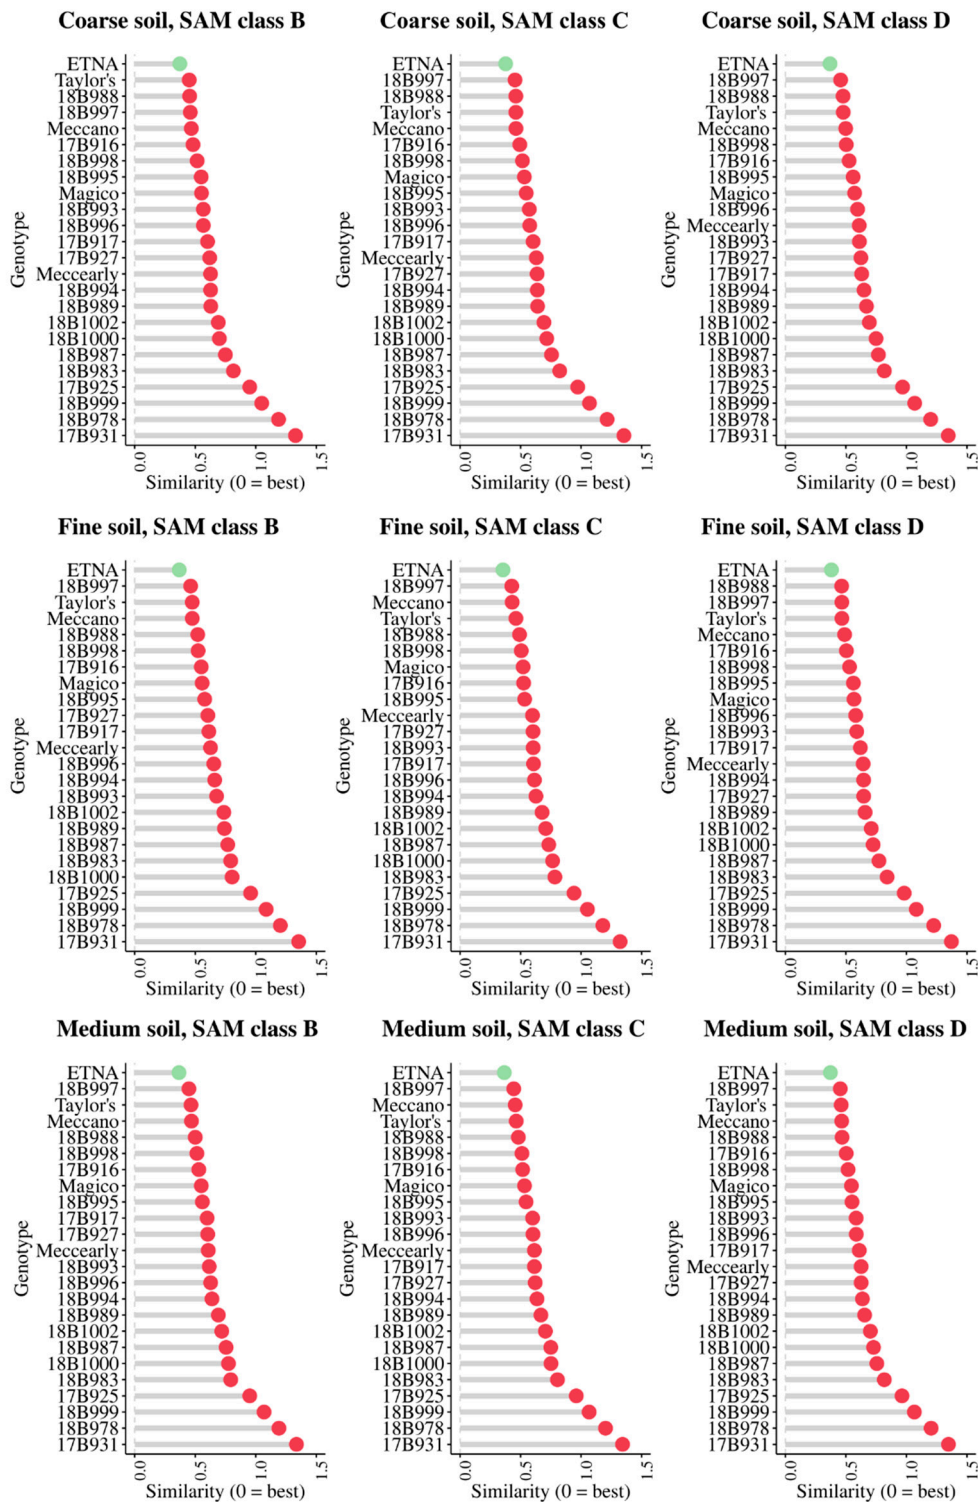 Coarse soil, SAM class B
Genotype
ETNA
Taylor's
18B988
18B997
Meccano
17B916
18B998
18B995
Magico
18B993
18B996
17B917
17B927
Meccearly
18B994
18B989
18B1002
18B1000
18B987
18B983
17B925
18B999
18B978
17B931
0.0
0.5
1.0
1.5
Similarity (0 = best)
Coarse soil, SAM class C
Genotype
ETNA
18B997
18B988
Taylor's
Meccano
17B916
18B998
Magico
18B995
18B993
18B996
17B917
Meccearly
17B927
18B994
18B989
18B1002
18B1000
18B987
18B983
17B925
18B999
18B978
17B931
0.0
0.5
1.0
1.5
Similarity (0 = best)
Coarse soil, SAM class D
Genotype
ETNA
18B997
18B988
Taylor's
Meccano
18B998
17B916
18B995
Magico
18B996
Meccearly
18B993
17B927
17B917
18B994
18B989
18B1002
18B1000
18B987
18B983
17B925
18B999
18B978
17B931
0.0
0.5
1.0
1.5
Similarity (0 = best)
Fine soil, SAM class B
Genotype
ETNA
18B997
Taylor's
Meccano
18B988
18B998
17B916
Magico
18B995
17B927
17B917
Meccearly
18B996
18B994
18B993
18B1002
18B989
18B987
18B983
18B1000
17B925
18B999
18B978
17B931
0.0
0.5
1.0
1.5
Similarity (0 = best)
Fine soil, SAM class C
Genotype
ETNA
18B997
Meccano
Taylor's
18B988
18B998
Magico
17B916
18B995
Meccearly
17B927
18B993
17B917
18B996
18B994
18B989
18B1002
18B987
18B1000
18B983
17B925
18B999
18B978
17B931
0.0
0.5
1.0
1.5
Similarity (0 = best)
Fine soil, SAM class D
Genotype
ETNA
18B988
18B997
Taylor's
Meccano
17B916
18B998
18B995
Magico
18B996
18B993
17B917
Meccearly
18B994
17B927
18B989
18B1002
18B1000
18B987
18B983
17B925
18B999
18B978
17B931
0.0
0.5
1.0
1.5
Similarity (0 = best)
Medium soil, SAM class B
Genotype
ETNA
18B997
Taylor's
Meccano
18B988
18B998
17B916
Magico
18B995
17B917
17B927
Meccearly
18B993
18B996
18B994
18B989
18B1002
18B987
18B1000
18B983
17B925
18B999
18B978
17B931
0.0
0.5
1.0
1.5
Similarity (0 = best)
Medium soil, SAM class C
Genotype
ETNA
18B997
Meccano
Taylor's
18B988
18B998
17B916
Magico
18B995
18B993
18B996
Meccearly
17B917
17B927
18B994
18B989
18B1002
18B987
18B1000
18B983
17B925
18B999
18B978
17B931
0.0
0.5
1.0
1.5
Similarity (0 = best)
Medium soil, SAM class D
Genotype
ETNA
18B997
Taylor's
Meccano
18B988
17B916
18B998
Magico
18B995
18B993
18B996
17B917
Meccearly
17B927
18B994
18B989
18B1002
18B1000
18B987
18B983
17B925
18B999
18B978
17B931
0.0
0.5
1.0
1.5
Similarity (0 = best)